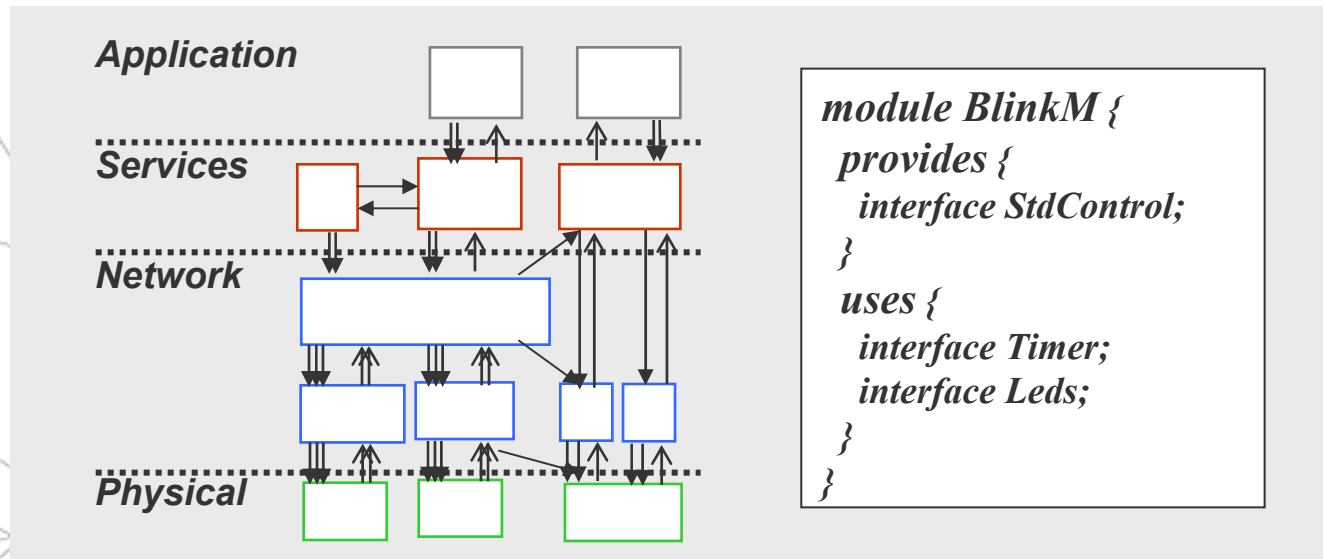 Application
Services
Network
Physical
module BlinkM {
provides {
interface StdControl;
}
uses {
interface Timer;
interface Leds;
}
}